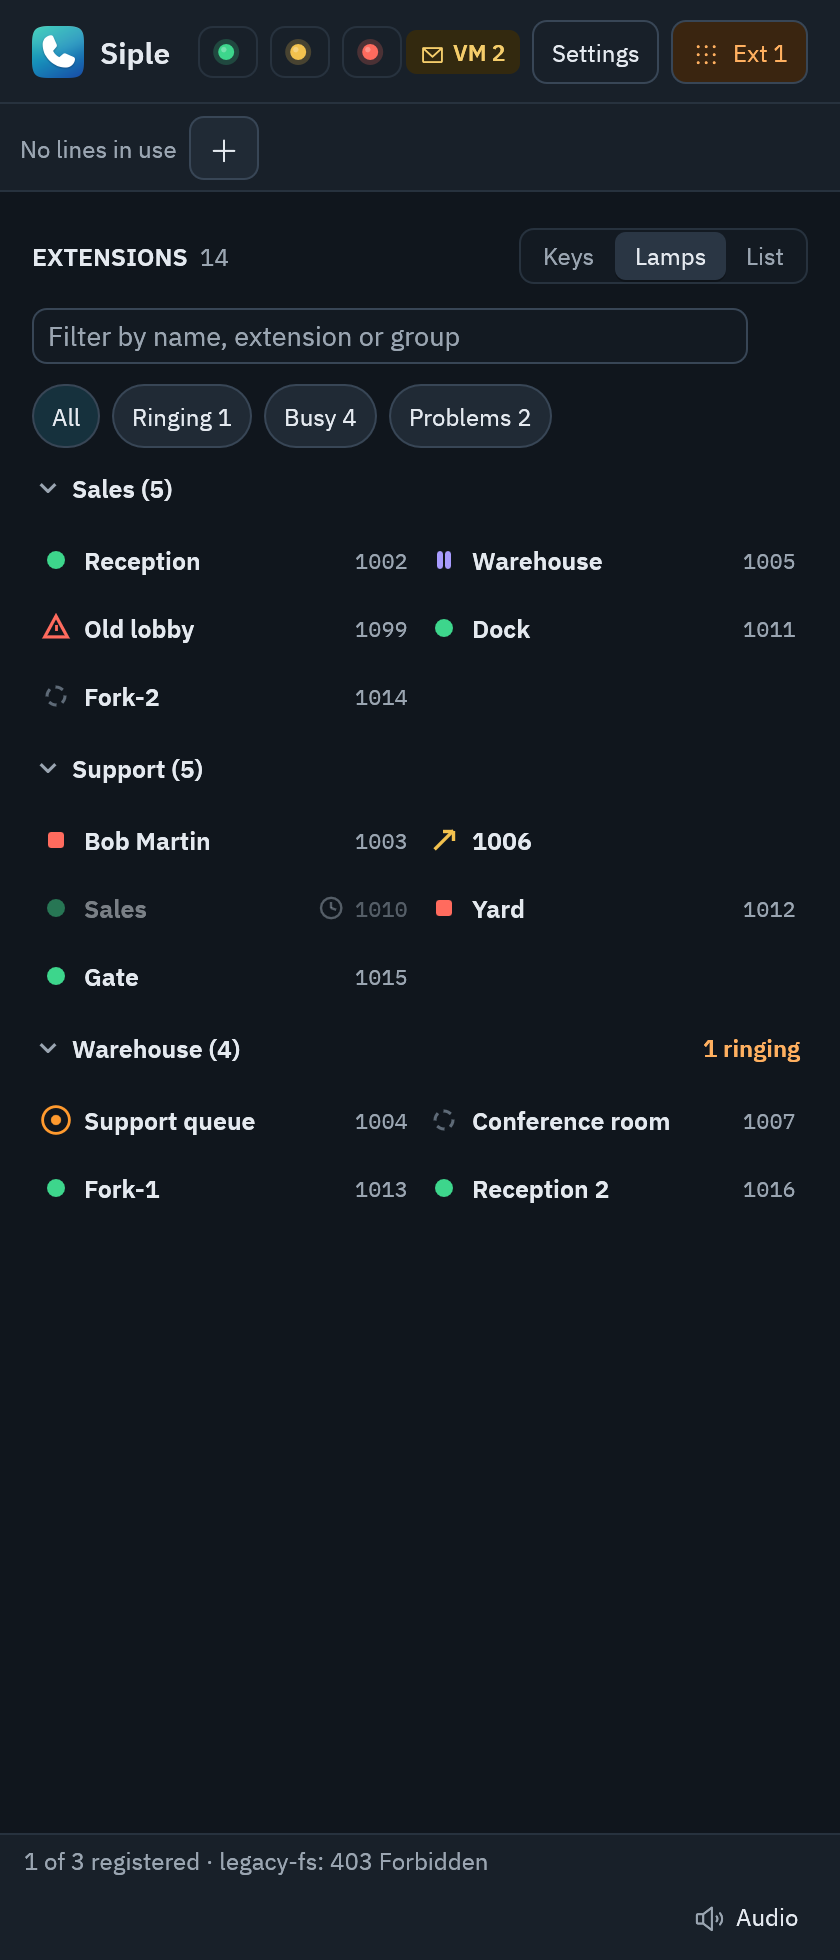 Siple VM 2 Settings Ext 1
No lines in use
EXTENSIONS 14 Keys Lamps List
Filter by name, extension or group
All Ringing 1 Busy 4 Problems 2
Sales (5)
Reception 1002 Warehouse 1005
Old lobby 1099 Dock 1011
Fork-2 1014
Support (5)
Bob Martin 1003 1006
Sales 1010 Yard 1012
Gate 1015
Warehouse (4) 1 ringing
Support queue 1004 Conference room 1007
Fork-1 1013 Reception 2 1016
1 of 3 registered · legacy-fs: 403 Forbidden
Audio